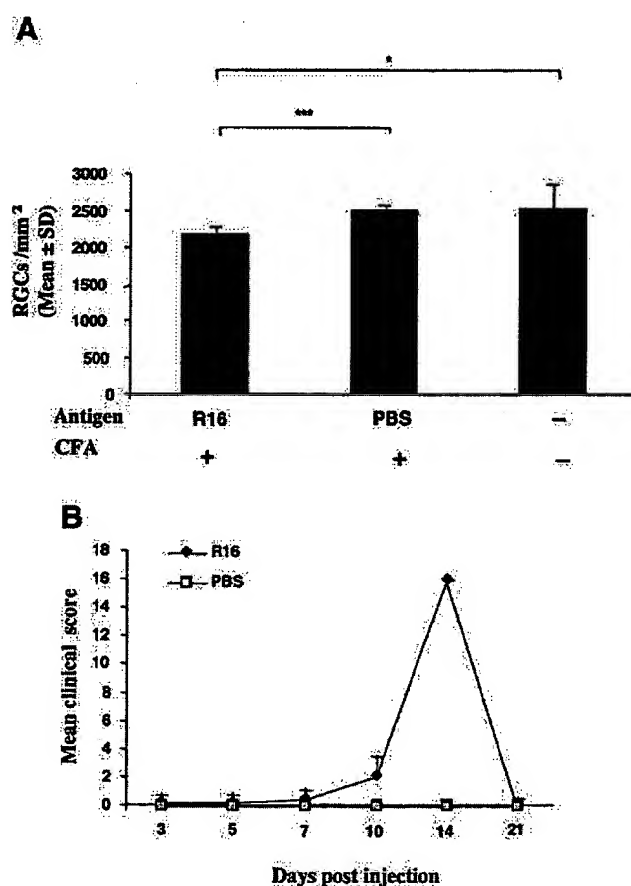 A
*
***
3000
2500
2000
1500
1000
500
0
RGCs /mm⁻²
(Mean ± SD)
Antigen R16 PBS –
CFA + + –
B
R16
PBS
18
16
14
12
10
8
6
4
2
0
Mean clinical score
3 5 7 10 14 21
Days post injection